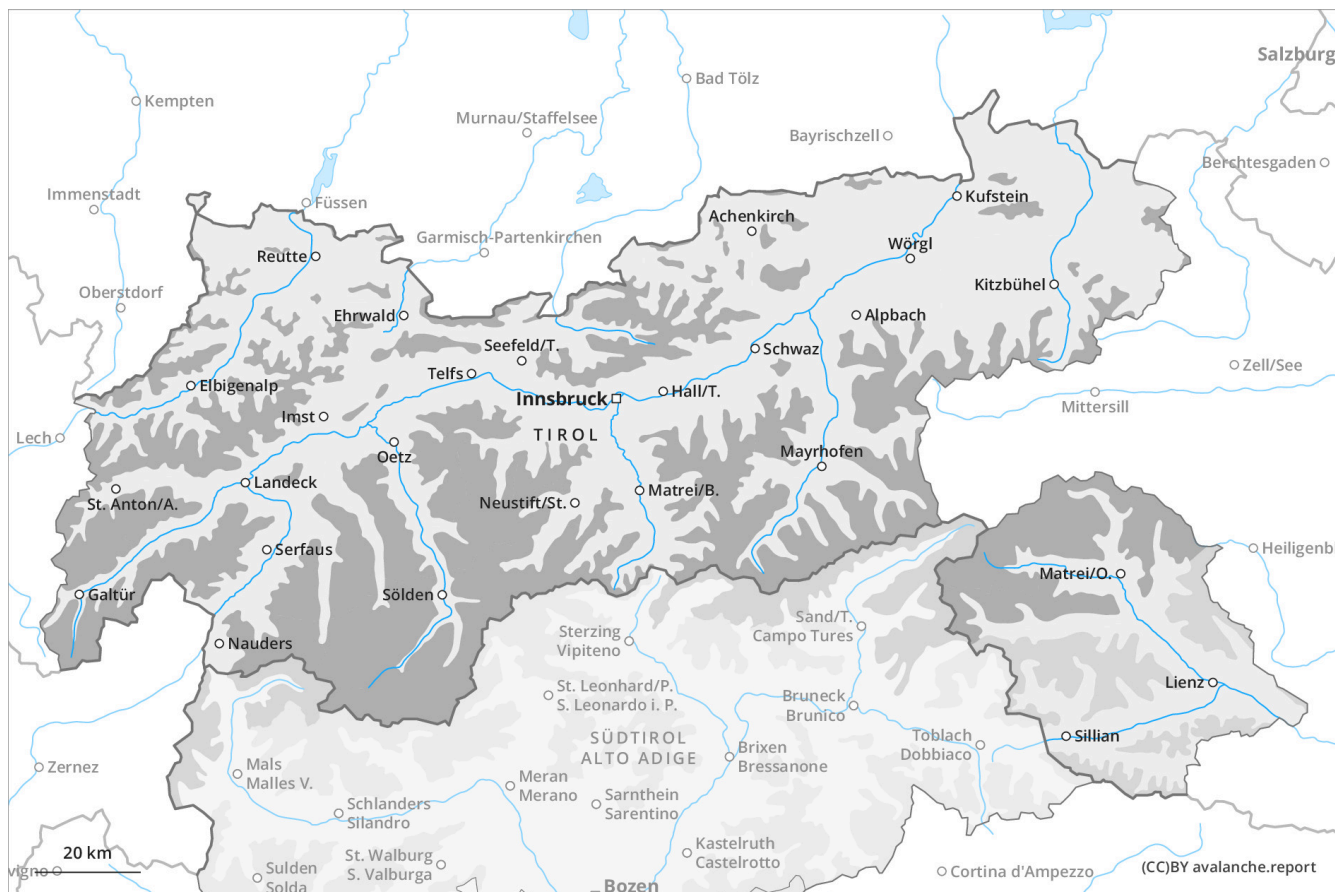 Salzburg
Kempten
Bad Tölz
Murnau/Staffelsee
Bayrischzell
Berchtesgaden
Immenstadt
Füssen
Kufstein
Achenkirch
Garmisch-Partenkirchen
Wörgl
Reutte
Oberstdorf
Kitzbühel
Ehrwald
Alpbach
Seefeld/T.
Schwaz
Zell/See
Telfs
Elbigenalp
Hall/T.
Innsbruck
Mittersill
Imst
Lech
TIROL
Oetz
Mayrhofen
Landeck
Matrei/B.
St. Anton/A.
Neustift/St.
Serfaus
Heiligenb
Matrei/O.
Galtür
Sölden
Sand/T.
Campo Tures
Sterzing
Vipiteno
Nauders
Lienz
St. Leonhard/P.
S. Leonardo i. P.
Bruneck
Brunico
Toblach
Dobbiaco
Sillian
SÜDTIROL
ALTO ADIGE
Brixen
Bressanone
Zernez
Mals
Malles V.
Meran
Merano
Schlanders
Silandro
Sarnthein
Sarentino
Kastelruth
Castelrotto
20 km
vigno
St. Walburg
S. Valburga
Sulden
Solda
Cortina d'Ampezzo
(CC)BY avalanche.report
Bozen